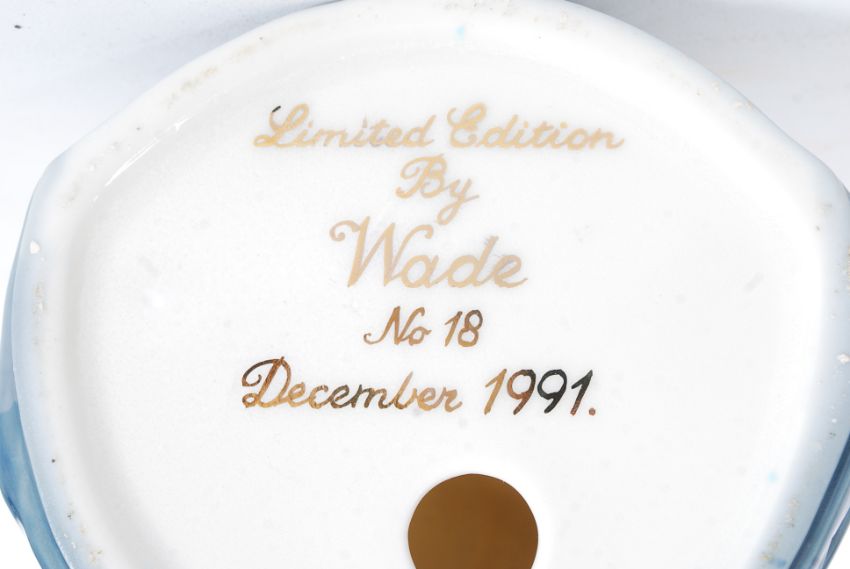 Limited Edition
By
Wade
No 18
December 1991.